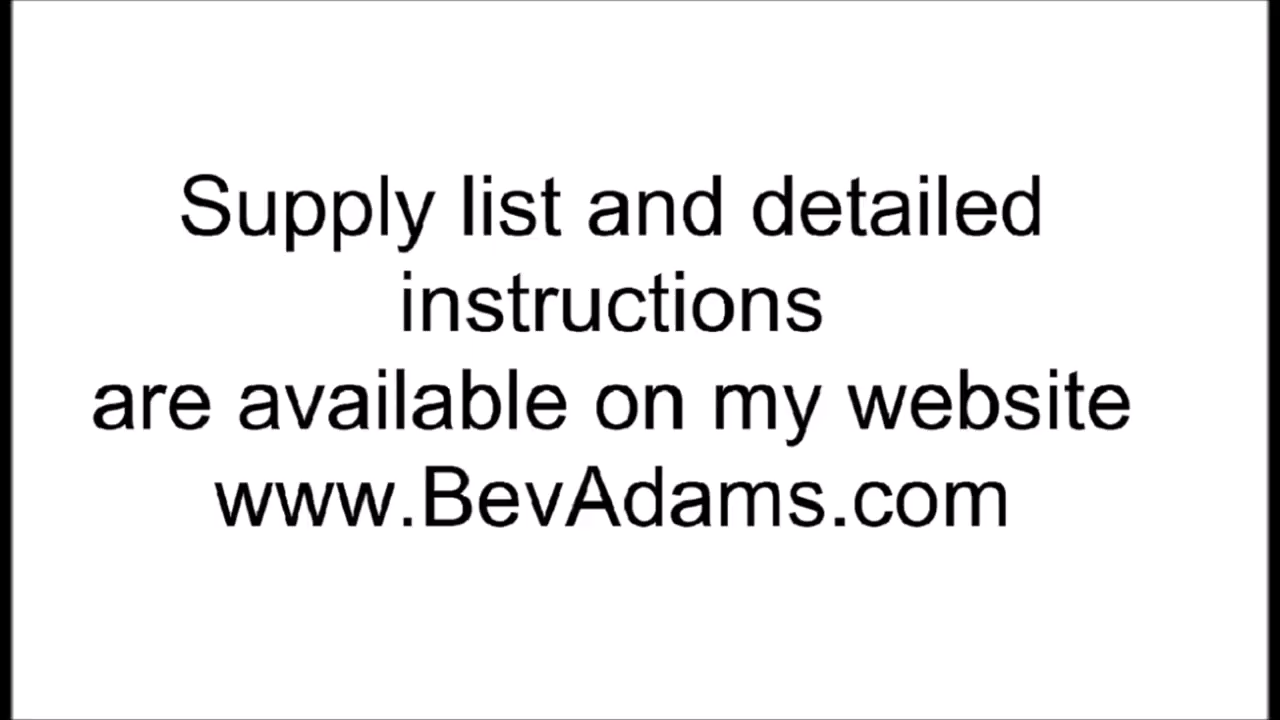 Supply list and detailed
instructions
are available on my website
www.BevAdams.com